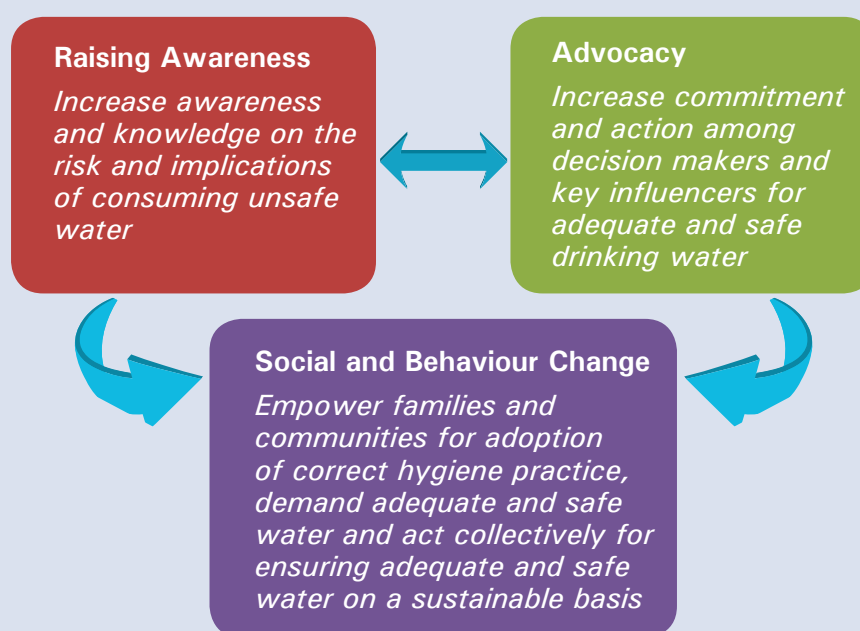 Raising Awareness
Increase awareness
and knowledge on the
risk and implications
of consuming unsafe
water
Advocacy
Increase commitment
and action among
decision makers and
key influencers for
adequate and safe
drinking water
Social and Behaviour Change
Empower families and
communities for adoption
of correct hygiene practice,
demand adequate and safe
water and act collectively for
ensuring adequate and safe
water on a sustainable basis